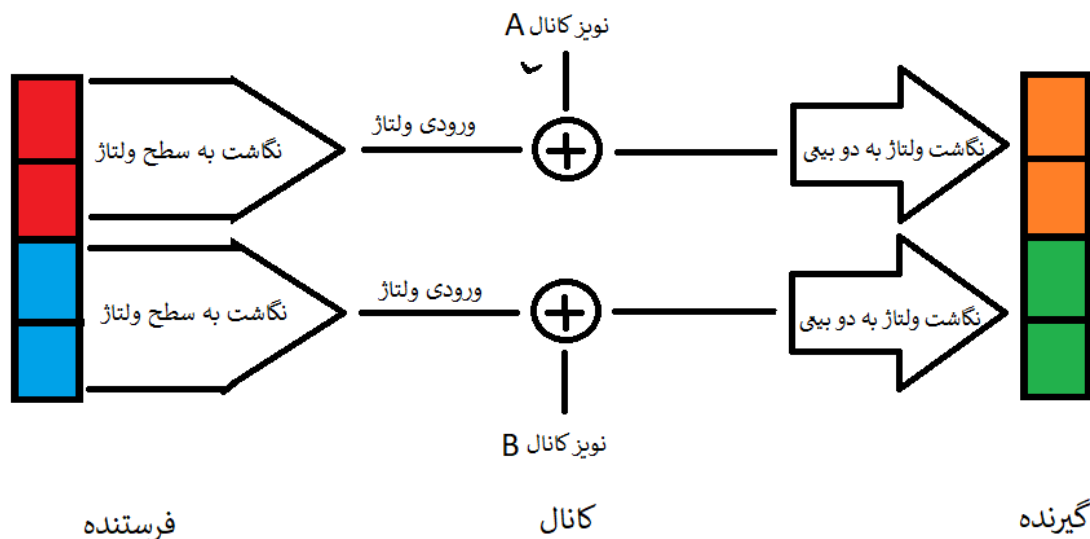 نویز کانال A
نگاشت به سطح ولتاژ
ورودی ولتاژ
نگاشت ولتاژ به دو بیتی
نگاشت به سطح ولتاژ
ورودی ولتاژ
نگاشت ولتاژ به دو بیتی
نویز کانال B
فرستنده
کانال
گیرنده